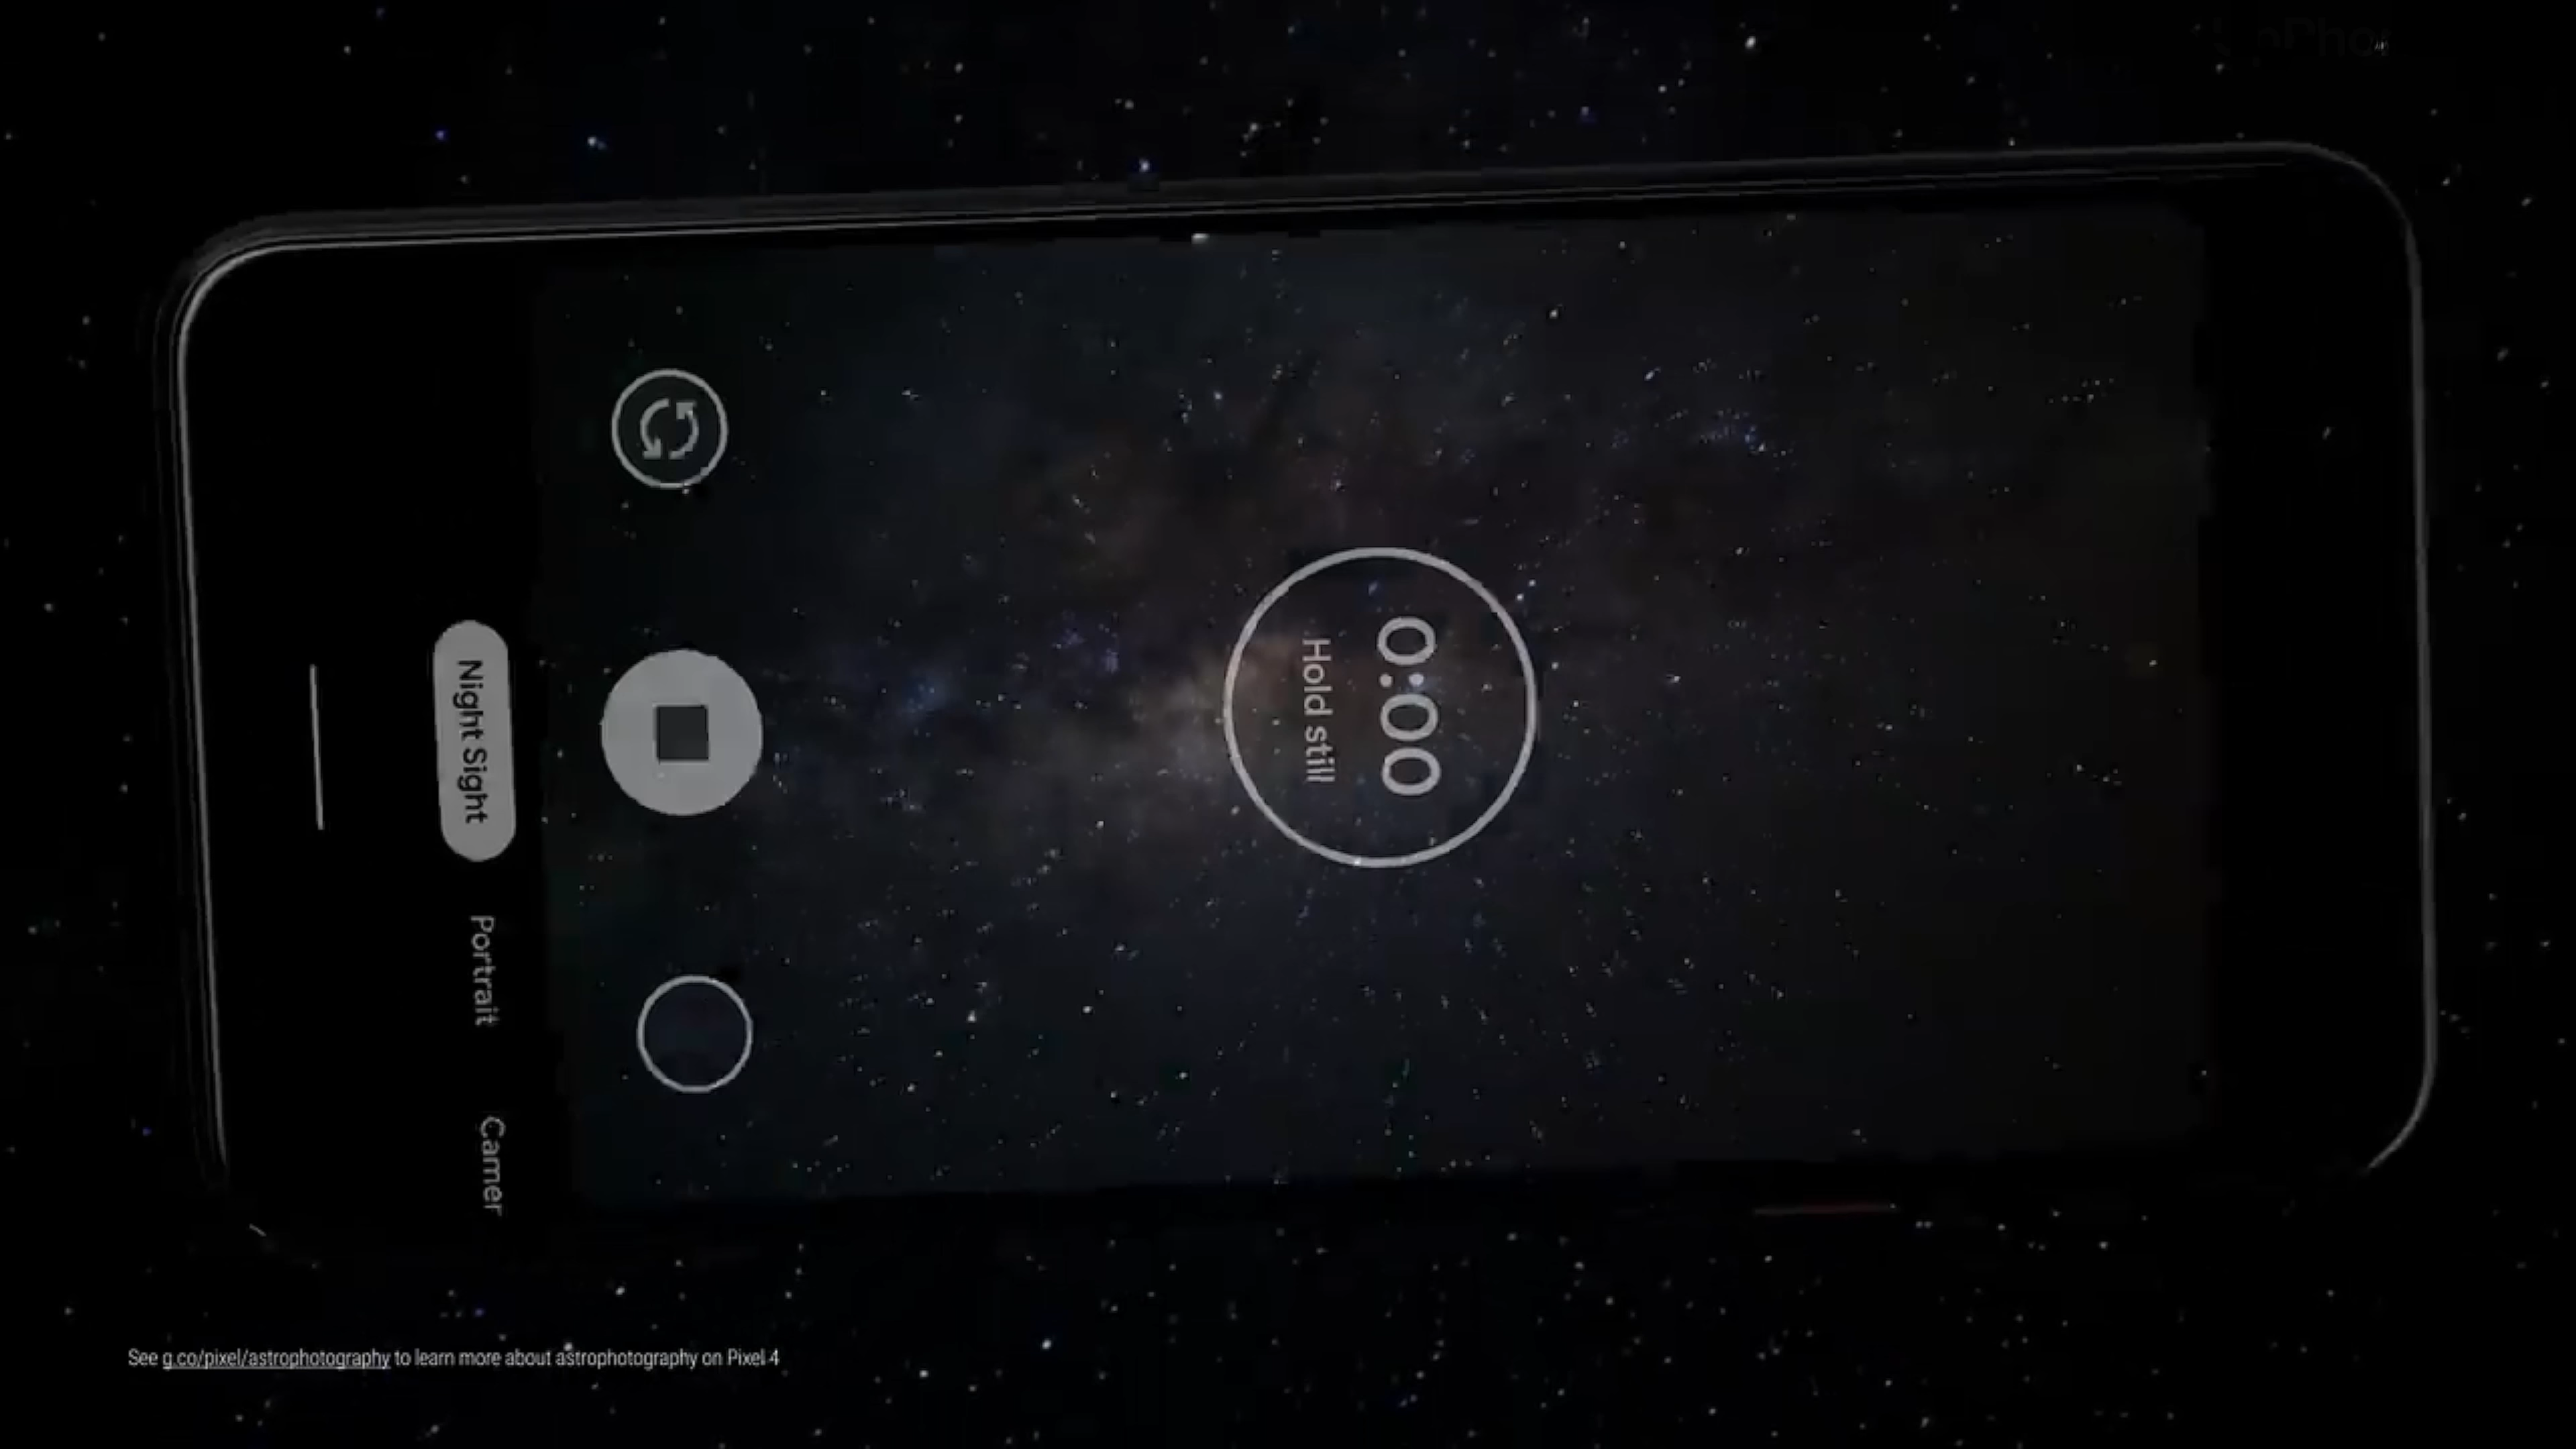 0:00
Hold still
Night Sight
Portrait
Camer
See g.co/pixel/astrophotography to learn more about astrophotography on Pixel 4